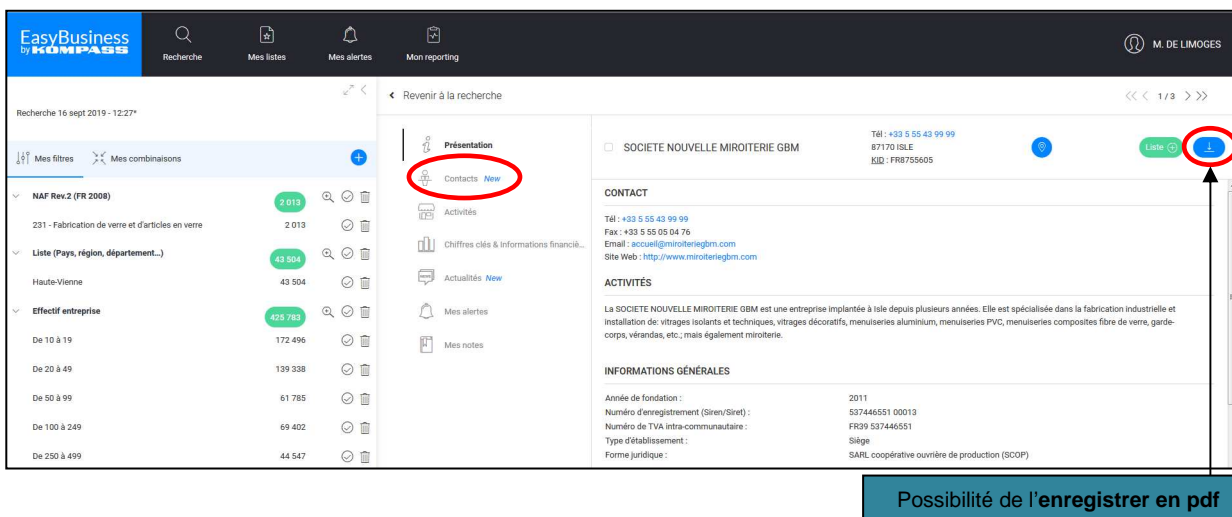 EasyBusiness
by KOMPASS
Recherche
Mes listes
Mes alertes
Mon reporting
M. DE LIMOGES
Recherche 16 sept 2019 - 12:27*
Mes filtres
Mes combinaisons
NAF Rev.2 (FR 2008) 2 013
231 - Fabrication de verre et d'articles en verre 2 013
Liste (Pays, région, département...) 43 504
Haute-Vienne 43 504
Effectif entreprise 425 783
De 10 à 19 172 496
De 20 à 49 139 338
De 50 à 99 61 785
De 100 à 249 69 402
De 250 à 499 44 547
Revenir à la recherche
1 / 3
Présentation
Contacts New
Activités
Chiffres clés & Informations financiè...
Actualités New
Mes alertes
Mes notes
SOCIETE NOUVELLE MIROITERIE GBM
Tél : +33 5 55 43 99 99
87170 ISLE
KID : FR8755605
Liste
CONTACT
Tél : +33 5 55 43 99 99
Fax : +33 5 55 05 04 76
Email : accueil@miroiteriegbm.com
Site Web : http://www.miroiteriegbm.com
ACTIVITÉS
La SOCIETE NOUVELLE MIROITERIE GBM est une entreprise implantée à Isle depuis plusieurs années. Elle est spécialisée dans la fabrication industrielle et
installation de: vitrages isolants et techniques, vitrages décoratifs, menuiseries aluminium, menuiseries PVC, menuiseries composites fibre de verre, garde-
corps, vérandas, etc.; mais également miroiterie.
INFORMATIONS GÉNÉRALES
Année de fondation : 2011
Numéro d'enregistrement (Siren/Siret) : 537446551 00013
Numéro de TVA intra-communautaire : FR39 537446551
Type d'établissement : Siège
Forme juridique : SARL coopérative ouvrière de production (SCOP)
Possibilité de l'enregistrer en pdf